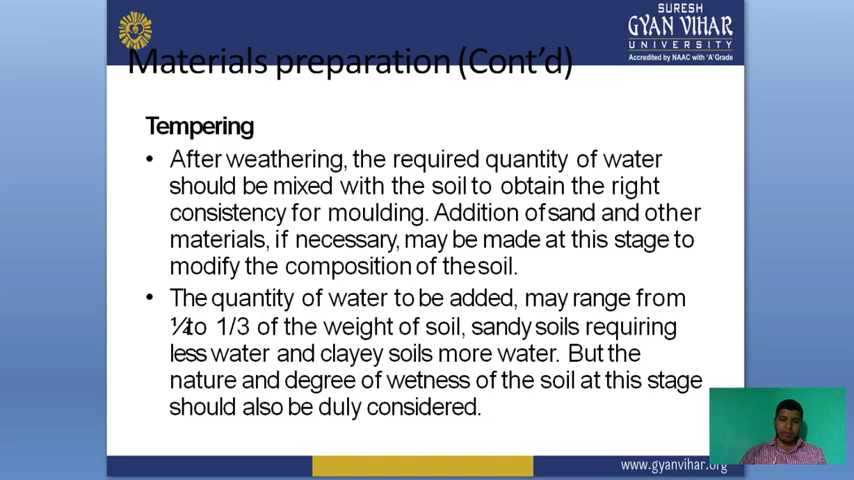 SURESH
GYAN VIHAR
UNIVERSITY
Accredited by NAAC with 'A' Grade
Materials preparation (Cont'd)
Tempering
• After weathering, the required quantity of water
should be mixed with the soil to obtain the right
consistency for moulding. Addition of sand and other
materials, if necessary, may be made at this stage to
modify the composition of the soil.
• The quantity of water to be added, may range from
¼to 1/3 of the weight of soil, sandy soils requiring
less water and clayey soils more water. But the
nature and degree of wetness of the soil at this stage
should also be duly considered.
www.gyanvihar.org